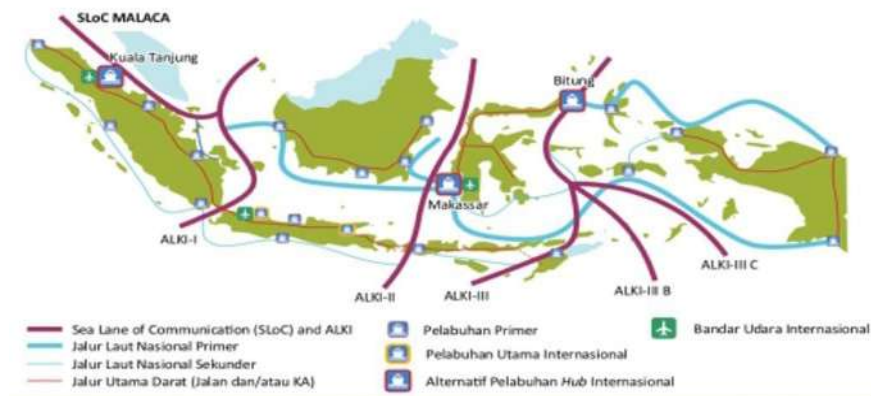 SLoC MALACA
Kuala Tanjung
Bitung
Makassar
ALKI-I
ALKI-II
ALKI-III
ALKI-III B
ALKI-III C
Sea Lane of Communication (SLoC) and ALKI
Jalur Laut Nasional Primer
Jalur Laut Nasional Sekunder
Jalur Utama Darat (Jalan dan/atau KA)
Pelabuhan Primer
Pelabuhan Utama Internasional
Alternatif Pelabuhan Hub Internasional
Bandar Udara Internasional